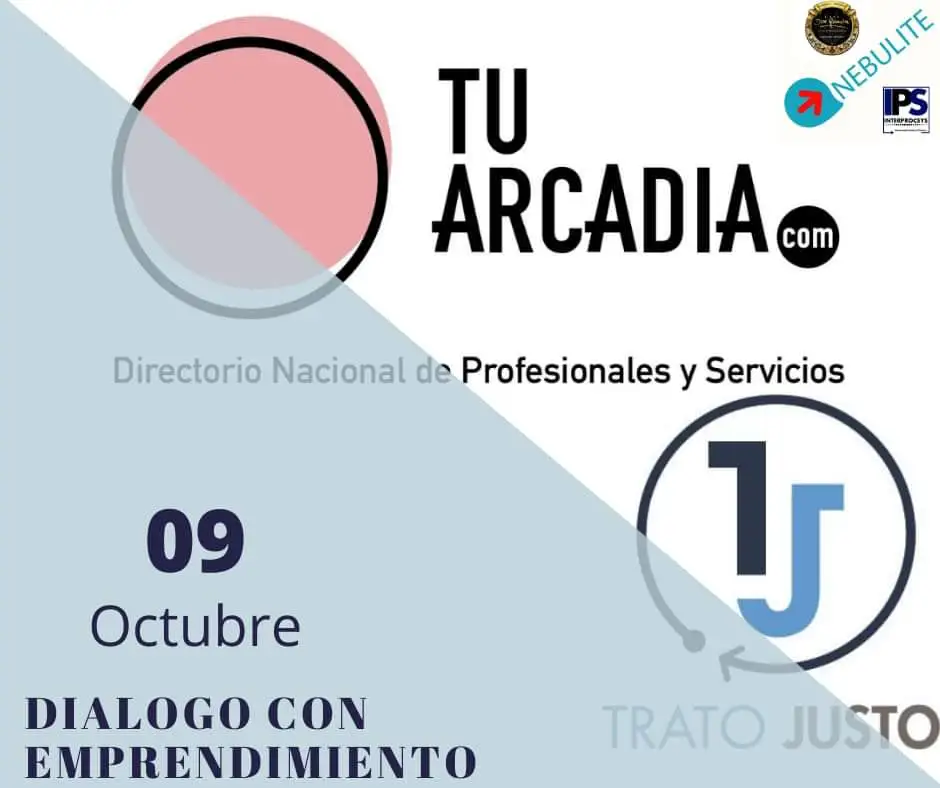 NEBULITE
IPS
INTERPROCSYS
TU
ARCADIA
com
Directorio Nacional de Profesionales y Servicios
TJ
TRATO JUSTO
09
Octubre
DIALOGO CON
EMPRENDIMIENTO